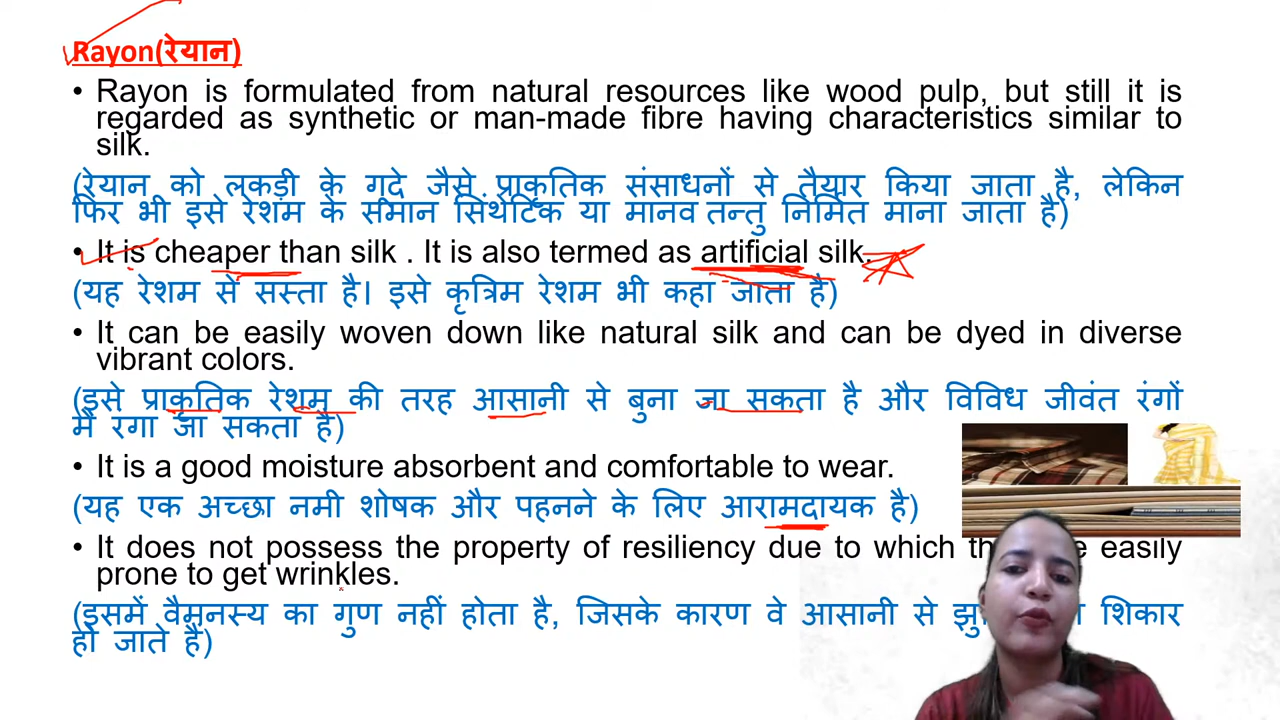 Rayon(रेयान)
• Rayon is formulated from natural resources like wood pulp, but still it is
regarded as synthetic or man-made fibre having characteristics similar to
silk.
(रेयान को लकड़ी के गूदे जैसे प्राकृतिक संसाधनों से तैयार किया जाता है, लेकिन
फिर भी इसे रेशम के समान सिंथेटिक या मानव तन्तु निर्मित माना जाता है)
• It is cheaper than silk . It is also termed as artificial silk.
(यह रेशम से सस्ता है। इसे कृत्रिम रेशम भी कहा जाता है)
• It can be easily woven down like natural silk and can be dyed in diverse
vibrant colors.
(इसे प्राकृतिक रेशम की तरह आसानी से बुना जा सकता है और विविध जीवंत रंगों
में रंगा जा सकता है)
• It is a good moisture absorbent and comfortable to wear.
(यह एक अच्छा नमी शोषक और पहनने के लिए आरामदायक है)
• It does not possess the property of resiliency due to which easily
prone to get wrinkles.
(इसमें वैमनस्य का गुण नहीं होता है, जिसके कारण वे आसानी से शिकार
हो जाते हैं)